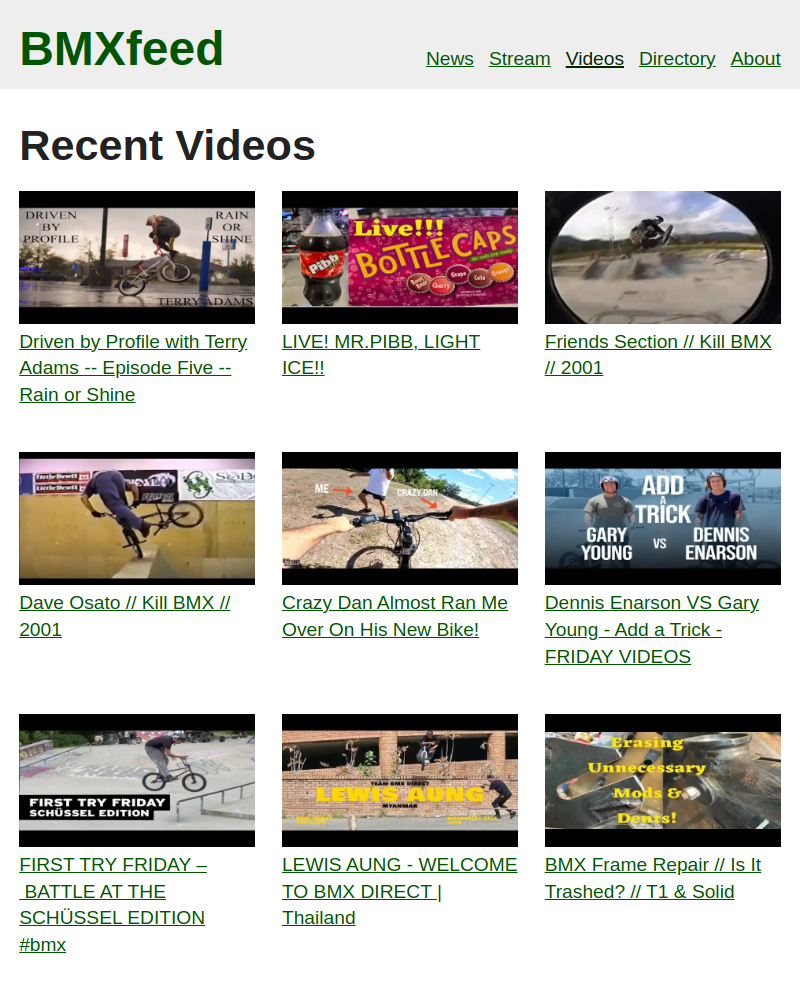 BMXfeed
News Stream Videos Directory About
Recent Videos
DRIVEN
BY
PROFILE
RAIN
OR
SHINE
TERRY ADAMS
Driven by Profile with Terry
Adams -- Episode Five --
Rain or Shine
Live!!!
BOTTLE CAPS
Pibb
Cherry
Grape
Cola
Orange
LIVE! MR.PIBB, LIGHT
ICE!!
Friends Section // Kill BMX
// 2001
LittleDevil
LittleDevil
Dave Osato // Kill BMX //
2001
ME
CRAZY DAN
Crazy Dan Almost Ran Me
Over On His New Bike!
ADD
A
TRICK
GARY
YOUNG
VS
DENNIS
ENARSON
Dennis Enarson VS Gary
Young - Add a Trick -
FRIDAY VIDEOS
FIRST TRY FRIDAY
SCHÜSSEL EDITION
FIRST TRY FRIDAY –
BATTLE AT THE
SCHÜSSEL EDITION
#bmx
TEAM BMX DIRECT
LEWIS AUNG
MYANMAR
LEWIS AUNG - WELCOME
TO BMX DIRECT |
Thailand
Erasing
Unnecessary
Mods &
Dents!
BMX Frame Repair // Is It
Trashed? // T1 & Solid